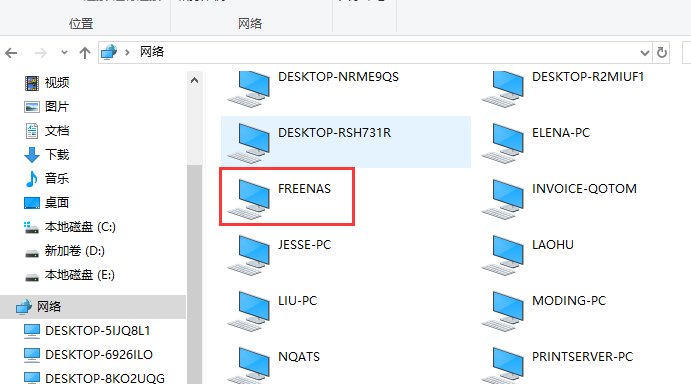 位置
网络
网络
视频
图片
文档
下载
音乐
桌面
本地磁盘 (C:)
新加卷 (D:)
本地磁盘 (E:)
网络
DESKTOP-5IJQ8L1
DESKTOP-6926ILO
DESKTOP-8KO2UQG
DESKTOP-NRME9QS
DESKTOP-R2MIUF1
DESKTOP-RSH731R
ELENA-PC
FREENAS
INVOICE-QOTOM
JESSE-PC
LAOHU
LIU-PC
MODING-PC
NQATS
PRINTSERVER-PC